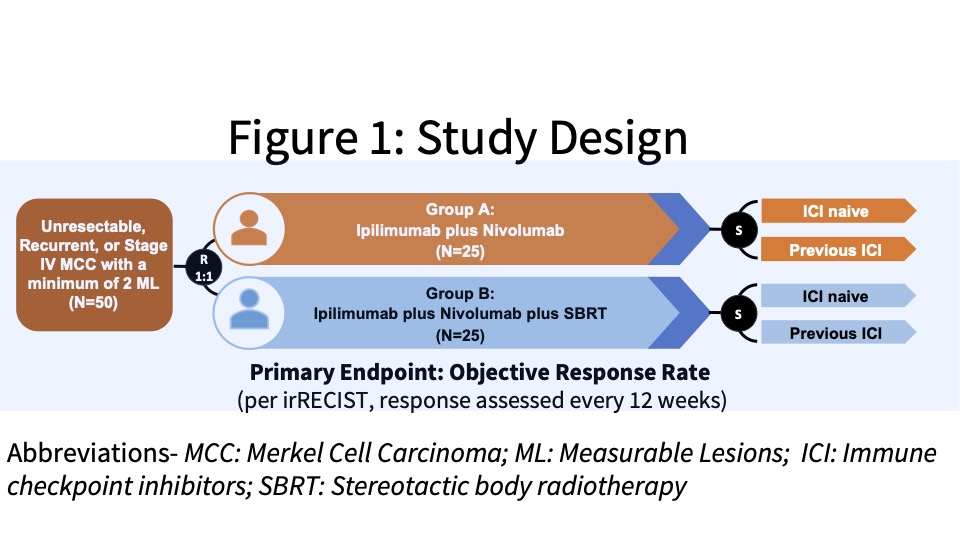 Figure 1: Study Design
Unresectable,
Recurrent, or Stage
IV MCC with a
minimum of 2 ML
(N=50)
R
1:1
Group A:
Ipilimumab plus Nivolumab
(N=25)
S
ICI naive
Previous ICI
Group B:
Ipilimumab plus Nivolumab plus SBRT
(N=25)
S
ICI naive
Previous ICI
Primary Endpoint: Objective Response Rate
(per irRECIST, response assessed every 12 weeks)
Abbreviations- MCC: Merkel Cell Carcinoma; ML: Measurable Lesions; ICI: Immune
checkpoint inhibitors; SBRT: Stereotactic body radiotherapy